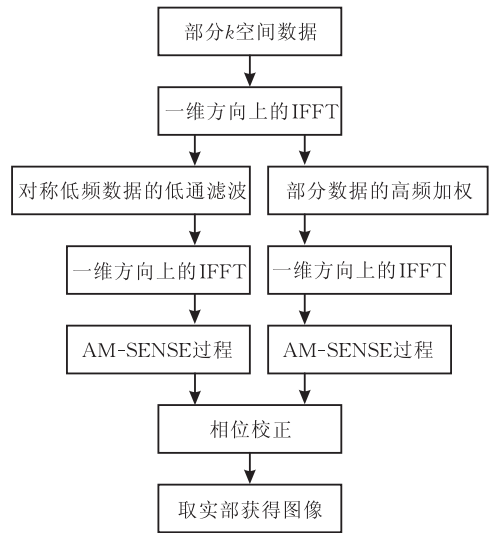 部分k空间数据
一维方向上的IFFT
对称低频数据的低通滤波
部分数据的高频加权
一维方向上的IFFT
一维方向上的IFFT
AM-SENSE过程
AM-SENSE过程
相位校正
取实部获得图像